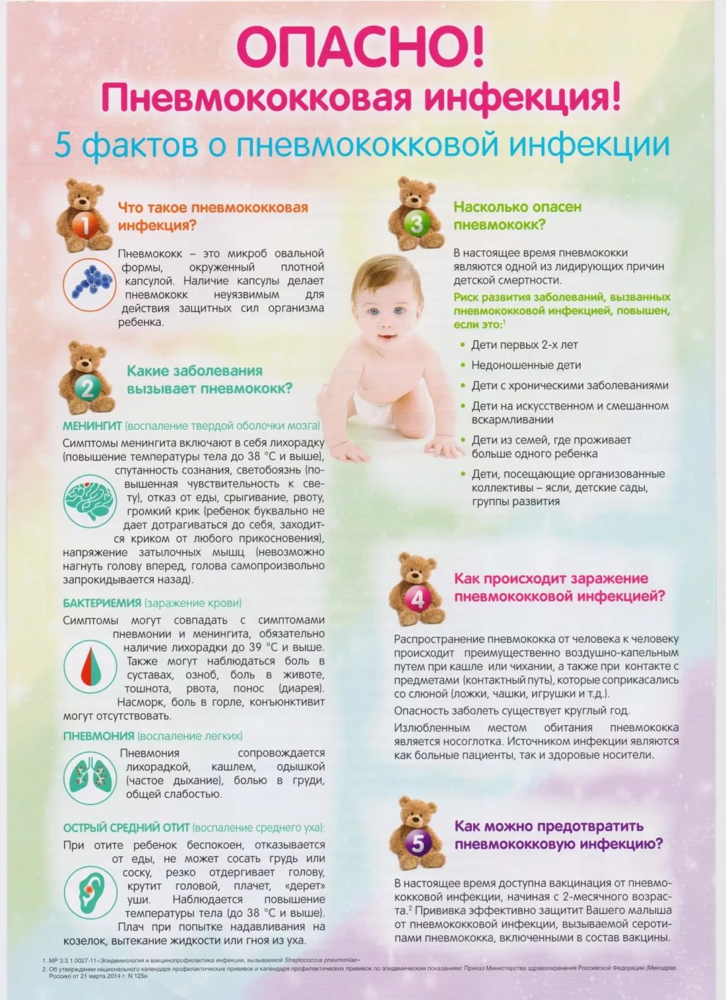 ОПАСНО!
Пневмококковая инфекция!
5 фактов о пневмококковой инфекции
1
Что такое пневмококковая
инфекция?
Пневмококк – это микроб овальной
формы, окруженный плотной
капсулой. Наличие капсулы делает
пневмококк неуязвимым для
действия защитных сил организма
ребенка.
2
Какие заболевания
вызывает пневмококк?
МЕНИНГИТ (воспаление твердой оболочки мозга)
Симптомы менингита включают в себя лихорадку
(повышение температуры тела до 38 °С и выше),
спутанность сознания, светобоязнь (по-
вышенная чувствительность к све-
ту), отказ от еды, срыгивание, рвоту,
громкий крик (ребенок буквально не
дает дотрагиваться до себя, заходит-
ся криком от любого прикосновения),
напряжение затылочных мышц (невозможно
нагнуть голову вперед, голова самопроизвольно
запрокидывается назад).
БАКТЕРИЕМИЯ (заражение крови)
Симптомы могут совпадать с симптомами
пневмонии и менингита, обязательно
наличие лихорадки до 39 °С и выше.
Также могут наблюдаться боль в
суставах, озноб, боль в животе,
тошнота, рвота, понос (диарея).
Насморк, боль в горле, конъюнктивит
могут отсутствовать.
ПНЕВМОНИЯ (воспаление легких)
Пневмония сопровождается
лихорадкой, кашлем, одышкой
(частое дыхание), болью в груди,
общей слабостью.
ОСТРЫЙ СРЕДНИЙ ОТИТ (воспаление среднего уха):
При отите ребенок беспокоен, отказывается
от еды, не может сосать грудь или
соску, резко отдергивает голову,
крутит головой, плачет, «дерет»
уши. Наблюдается повышение
температуры тела (до 38 °С и выше).
Плач при попытке надавливания на
козелок, вытекание жидкости или гноя из уха.
3
Насколько опасен
пневмококк?
В настоящее время пневмококки
являются одной из лидирующих причин
детской смертности.
Риск развития заболеваний, вызванных
пневмококковой инфекцией, повышен,
если это:¹
• Дети первых 2-х лет
• Недоношенные дети
• Дети с хроническими заболеваниями
• Дети на искусственном и смешанном
вскармливании
• Дети из семей, где проживает
больше одного ребенка
• Дети, посещающие организованные
коллективы – ясли, детские сады,
группы развития
4
Как происходит заражение
пневмококковой инфекцией?
Распространение пневмококка от человека к человеку
происходит преимущественно воздушно-капельным
путем при кашле или чихании, а также при контакте с
предметами (контактный путь), которые соприкасались
со слюной (ложки, чашки, игрушки и т.д.).
Опасность заболеть существует круглый год.
Излюбленным местом обитания пневмококка
является носоглотка. Источником инфекции являются
как больные пациенты, так и здоровые носители.
5
Как можно предотвратить
пневмококковую инфекцию?
В настоящее время доступна вакцинация от пневмо-
кокковой инфекции, начиная с 2-месячного возрас-
та.² Прививка эффективно защитит Вашего малыша
от пневмококковой инфекции, вызываемой сероти-
пами пневмококка, включенными в состав вакцины.
1. МР 3.3.1.0027-11«Эпидемиология и вакцинопрофилактика инфекции, вызываемой Streptococcus pneumoniae»
2. Об утверждении национального календаря профилактических прививок и календаря профилактических прививок по эпидемическим показаниям: Приказ Министерства здравоохранения Российской Федерации (Минздрав
России) от 21 марта 2014 г. N 125н